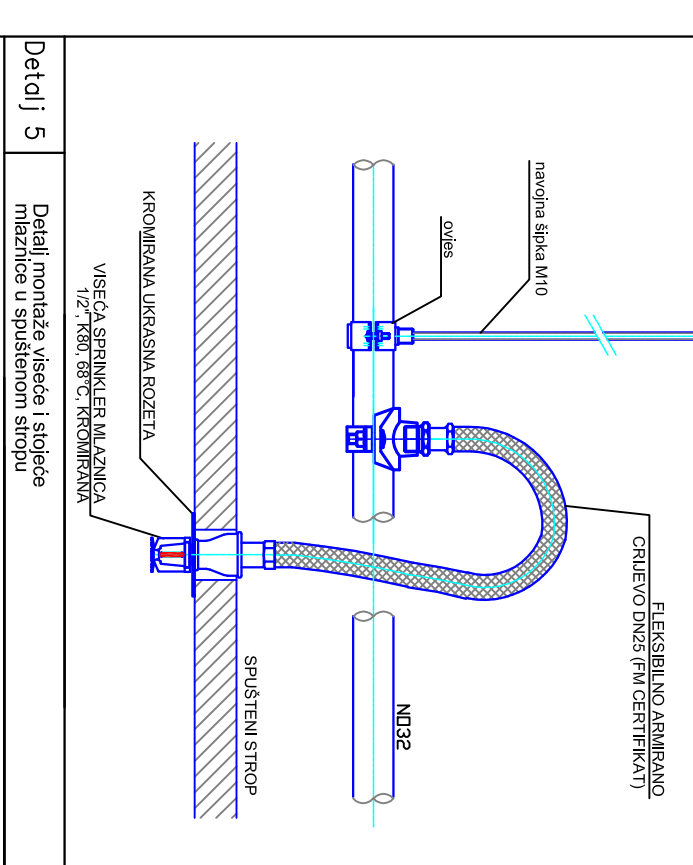 FLEKSIBILNO ARMIRANO
CRIJEVO DN25 (FM CERTIFIKAT)
navojna šipka M10
ovjes
NO32
SPUŠTENI STROP
KROMIRANA UKRASNA ROZETA
VISEĆA SPRINKLER MLAZNICA
1/2", K80, 68°C, KROMIRANA
Detalj 5
Detalj montaže viseće i stojeće
mlaznice u spuštenom stropu